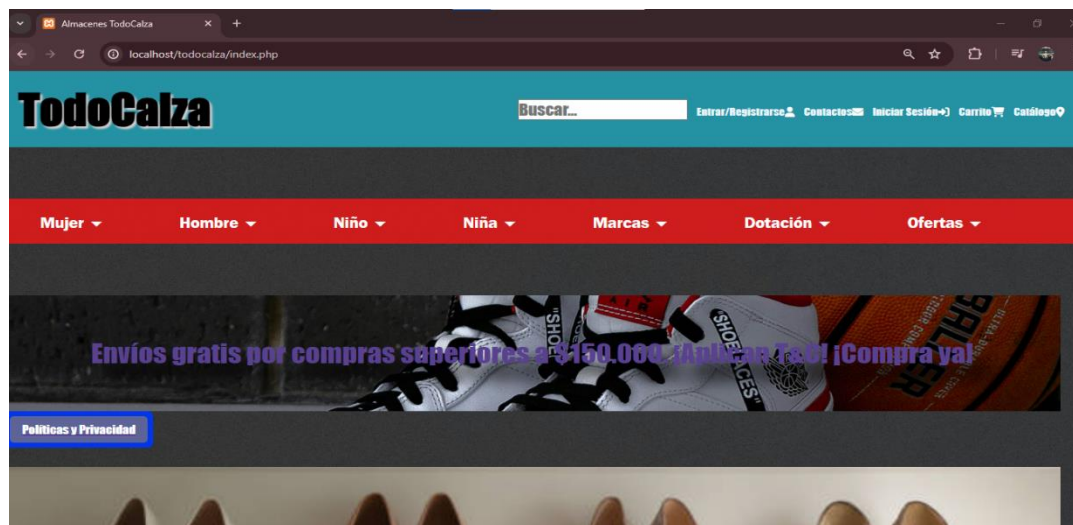 Almacenes TodoCalza
localhost/todocalza/index.php
TodoCalza
Buscar...
Entrar/Registrarse Contactos Iniciar Sesión Carrito Catálogo
Mujer Hombre Niño Niña Marcas Dotación Ofertas
Envíos gratis por compras superiores a $150.000. ¡Aplican T&C! ¡Compra ya!
"SHOELACES"
BALLER
Políticas y Privacidad